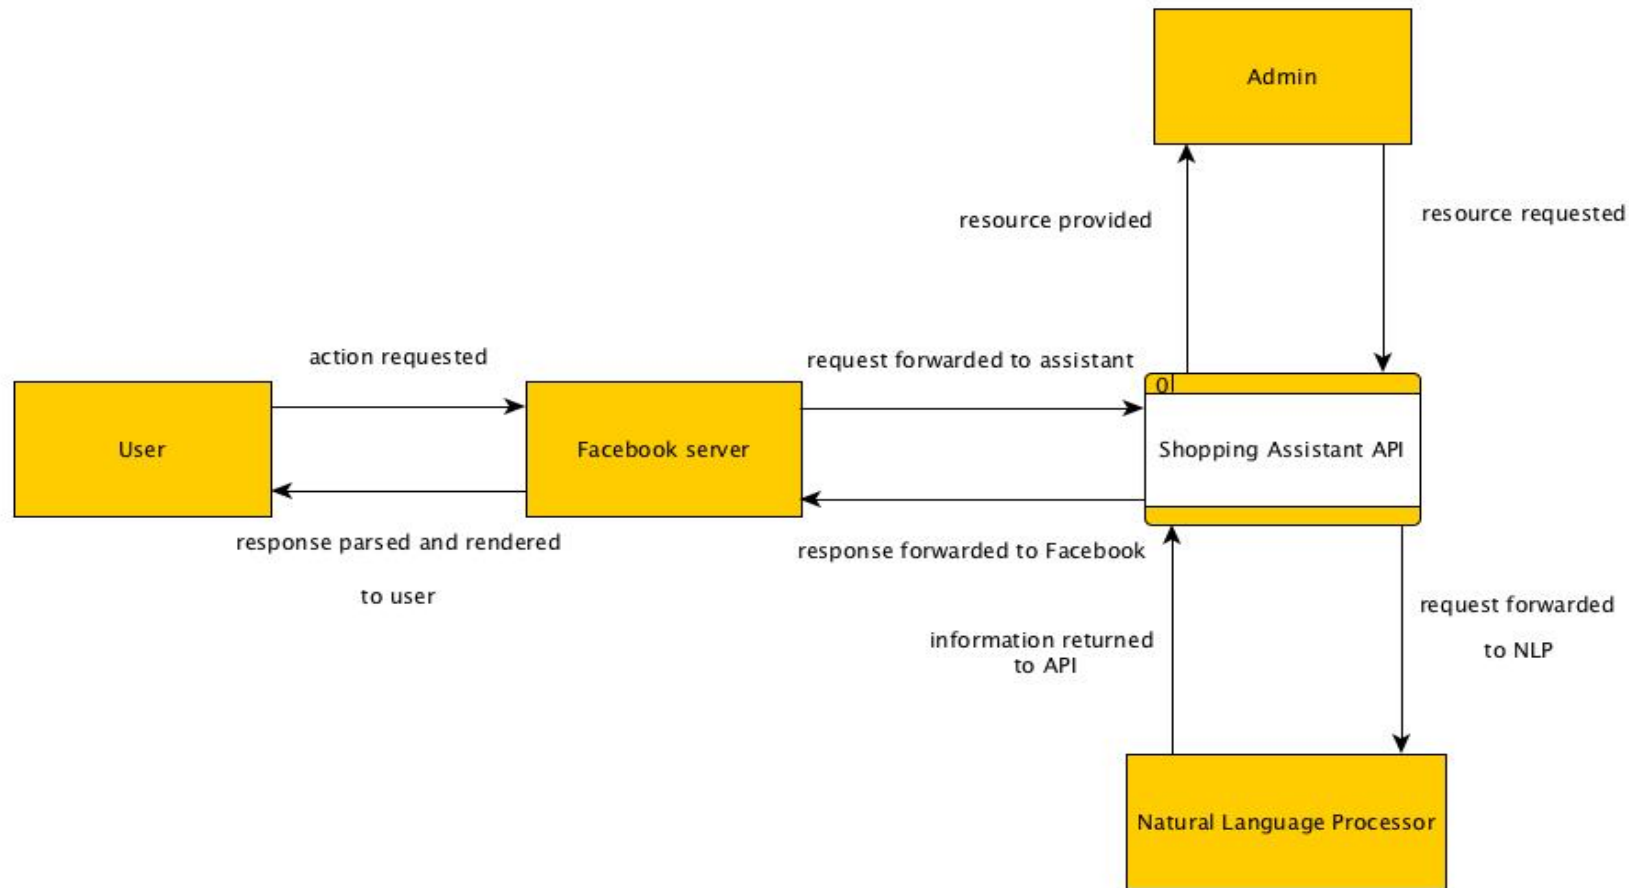 Admin
resource provided
resource requested
action requested
request forwarded to assistant
0
User
Facebook server
Shopping Assistant API
response parsed and rendered
to user
response forwarded to Facebook
request forwarded
to NLP
information returned
to API
Natural Language Processor